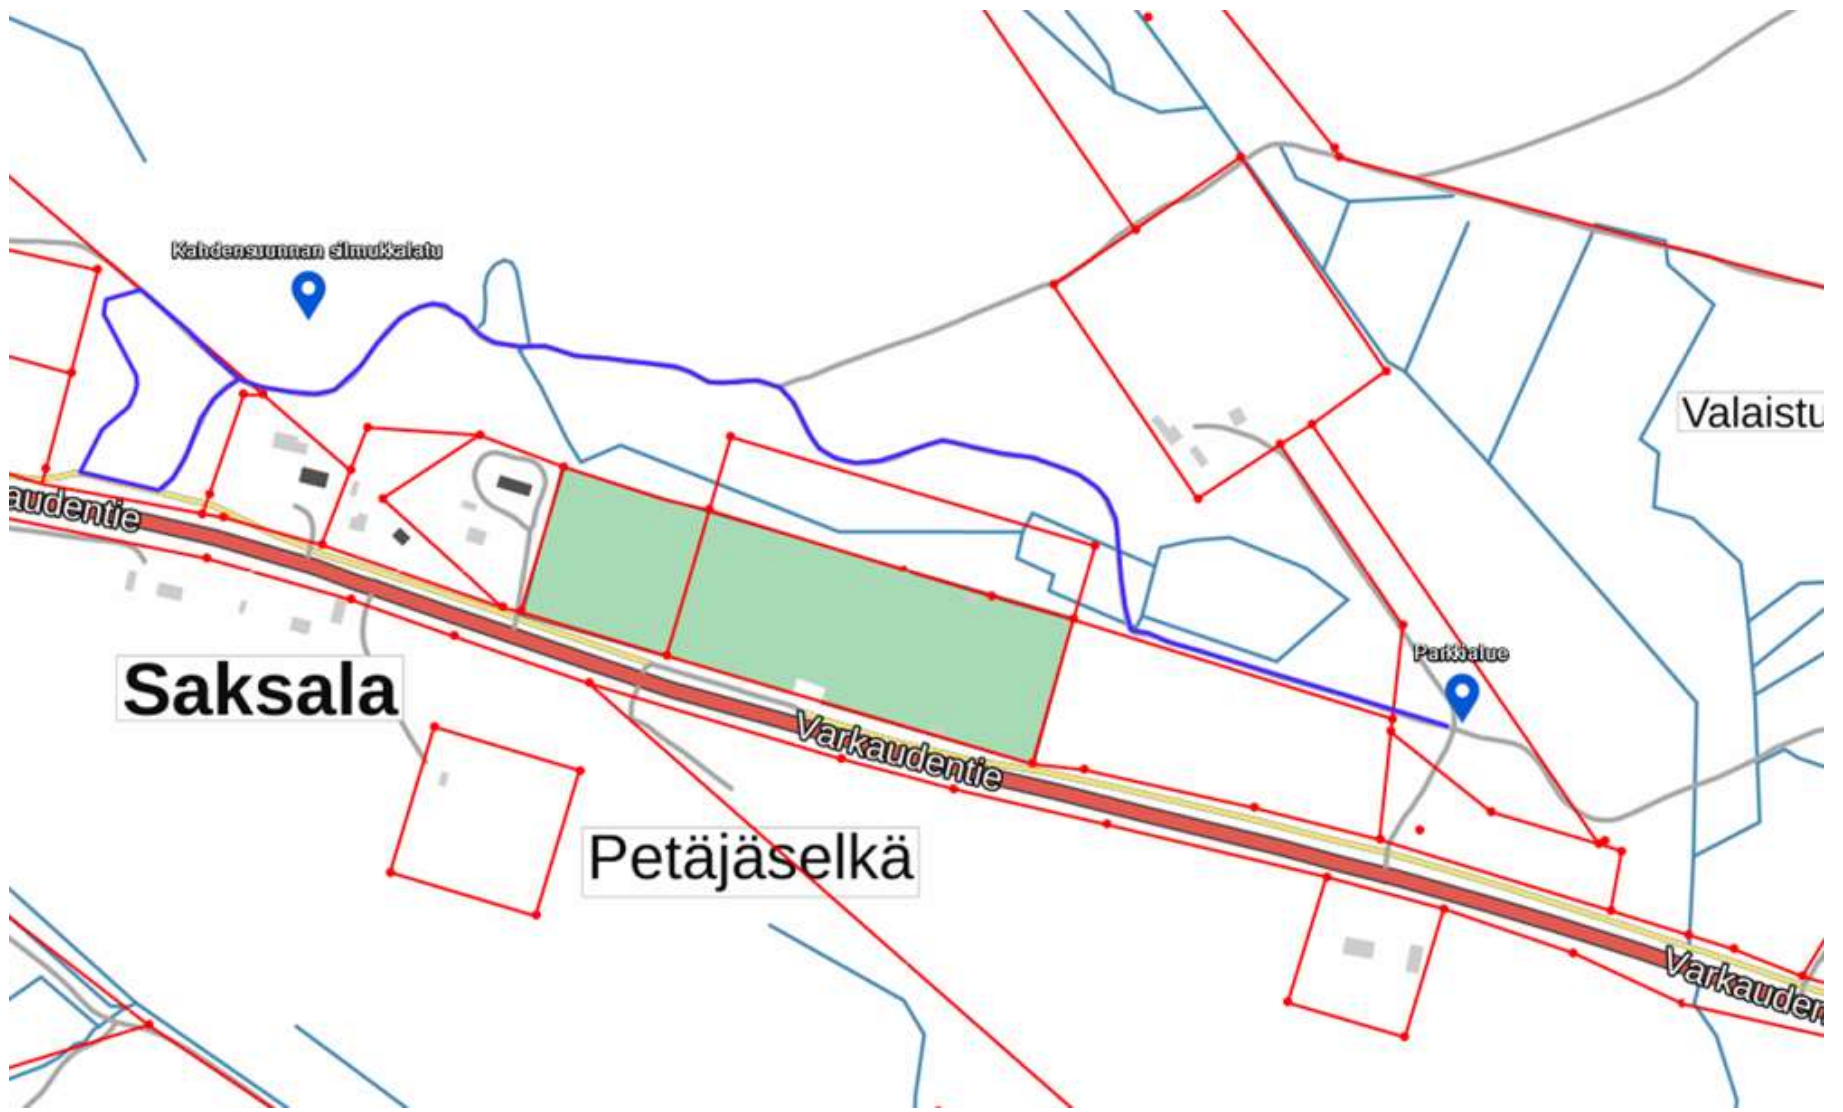 Kahdensuunnan silmukkalatu
Valaistu
audentie
Parkkialue
Saksala
Varkaudentie
Petäjäselkä
Varkauden